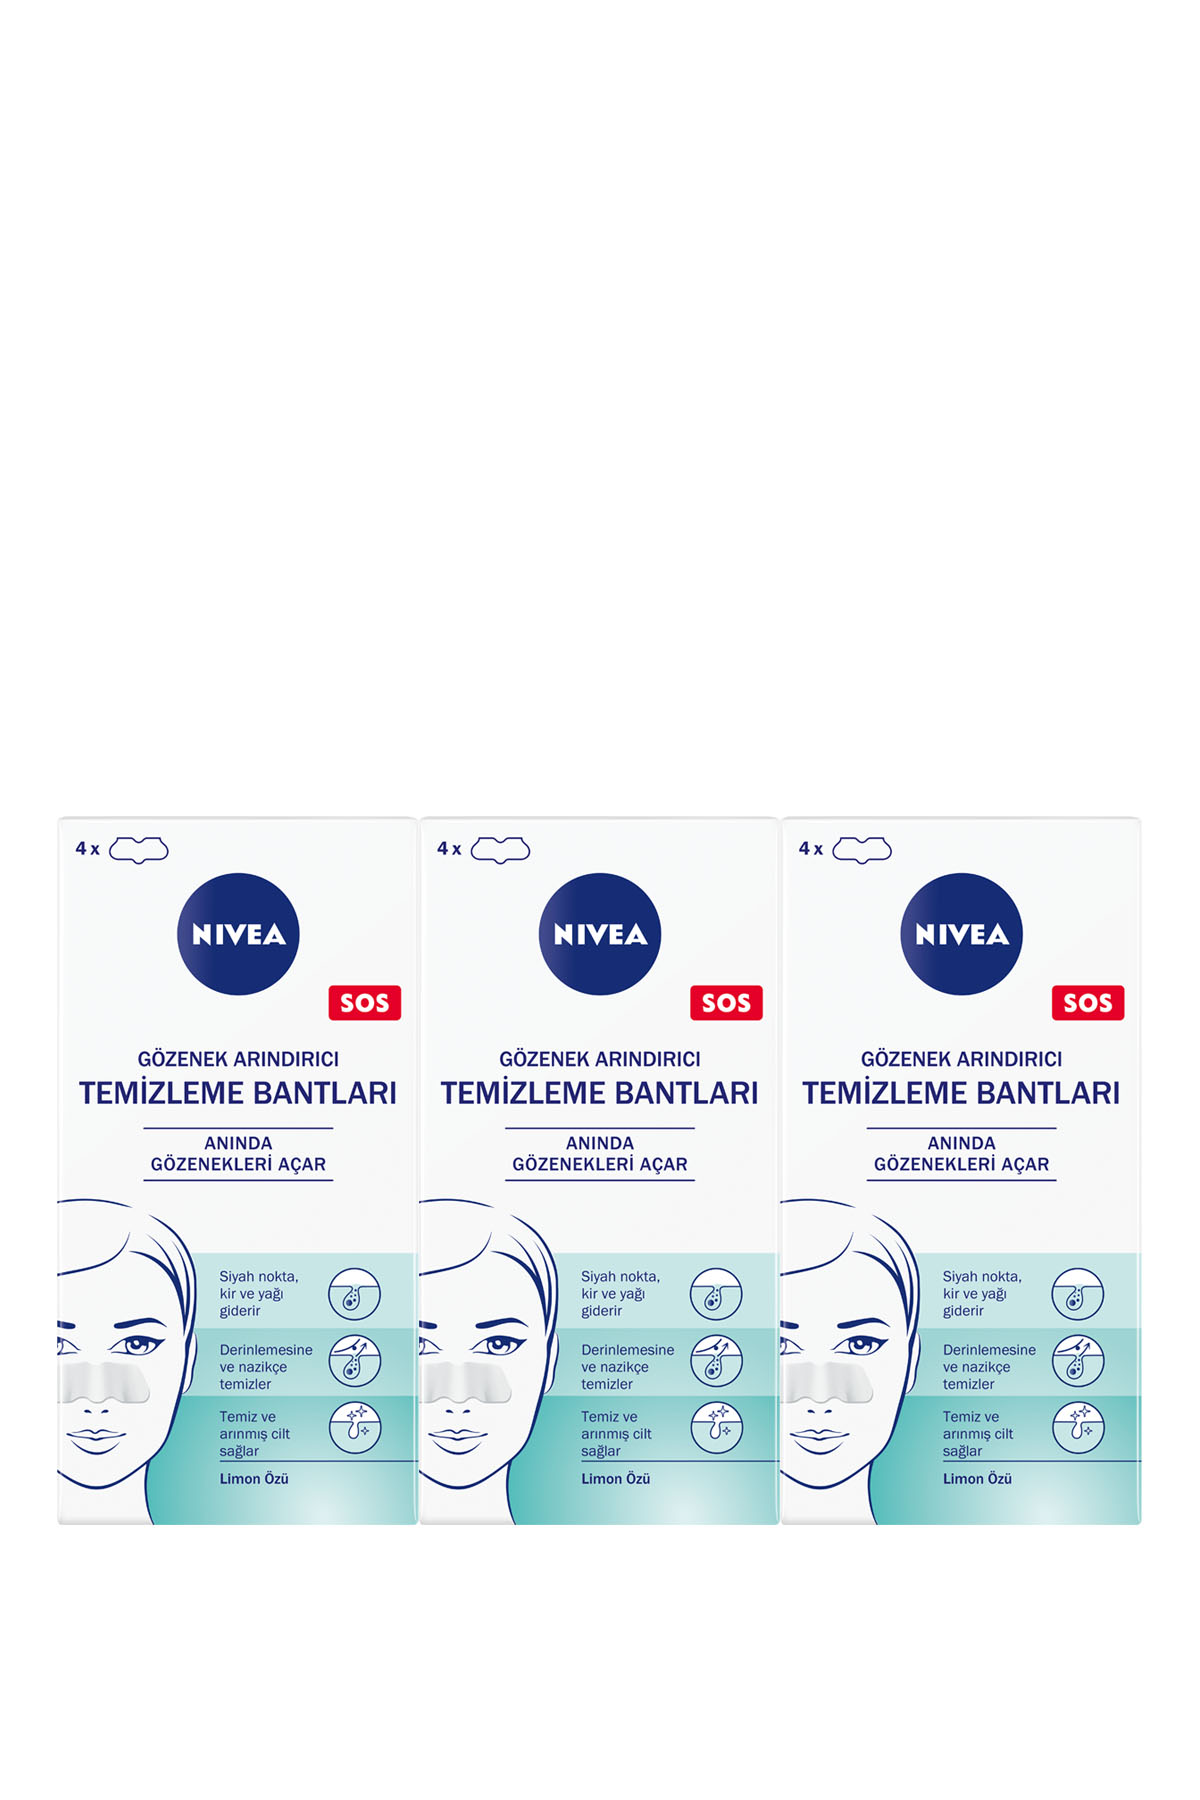 4 x
NIVEA
SOS
GÖZENEK ARINDIRICI
TEMİZLEME BANTLARI
ANINDA
GÖZENEKLERİ AÇAR
Siyah nokta,
kir ve yağı
giderir
Derinlemesine
ve nazikçe
temizler
Temiz ve
arınmış cilt
sağlar
Limon Özü
4 x
NIVEA
SOS
GÖZENEK ARINDIRICI
TEMİZLEME BANTLARI
ANINDA
GÖZENEKLERİ AÇAR
Siyah nokta,
kir ve yağı
giderir
Derinlemesine
ve nazikçe
temizler
Temiz ve
arınmış cilt
sağlar
Limon Özü
4 x
NIVEA
SOS
GÖZENEK ARINDIRICI
TEMİZLEME BANTLARI
ANINDA
GÖZENEKLERİ AÇAR
Siyah nokta,
kir ve yağı
giderir
Derinlemesine
ve nazikçe
temizler
Temiz ve
arınmış cilt
sağlar
Limon Özü